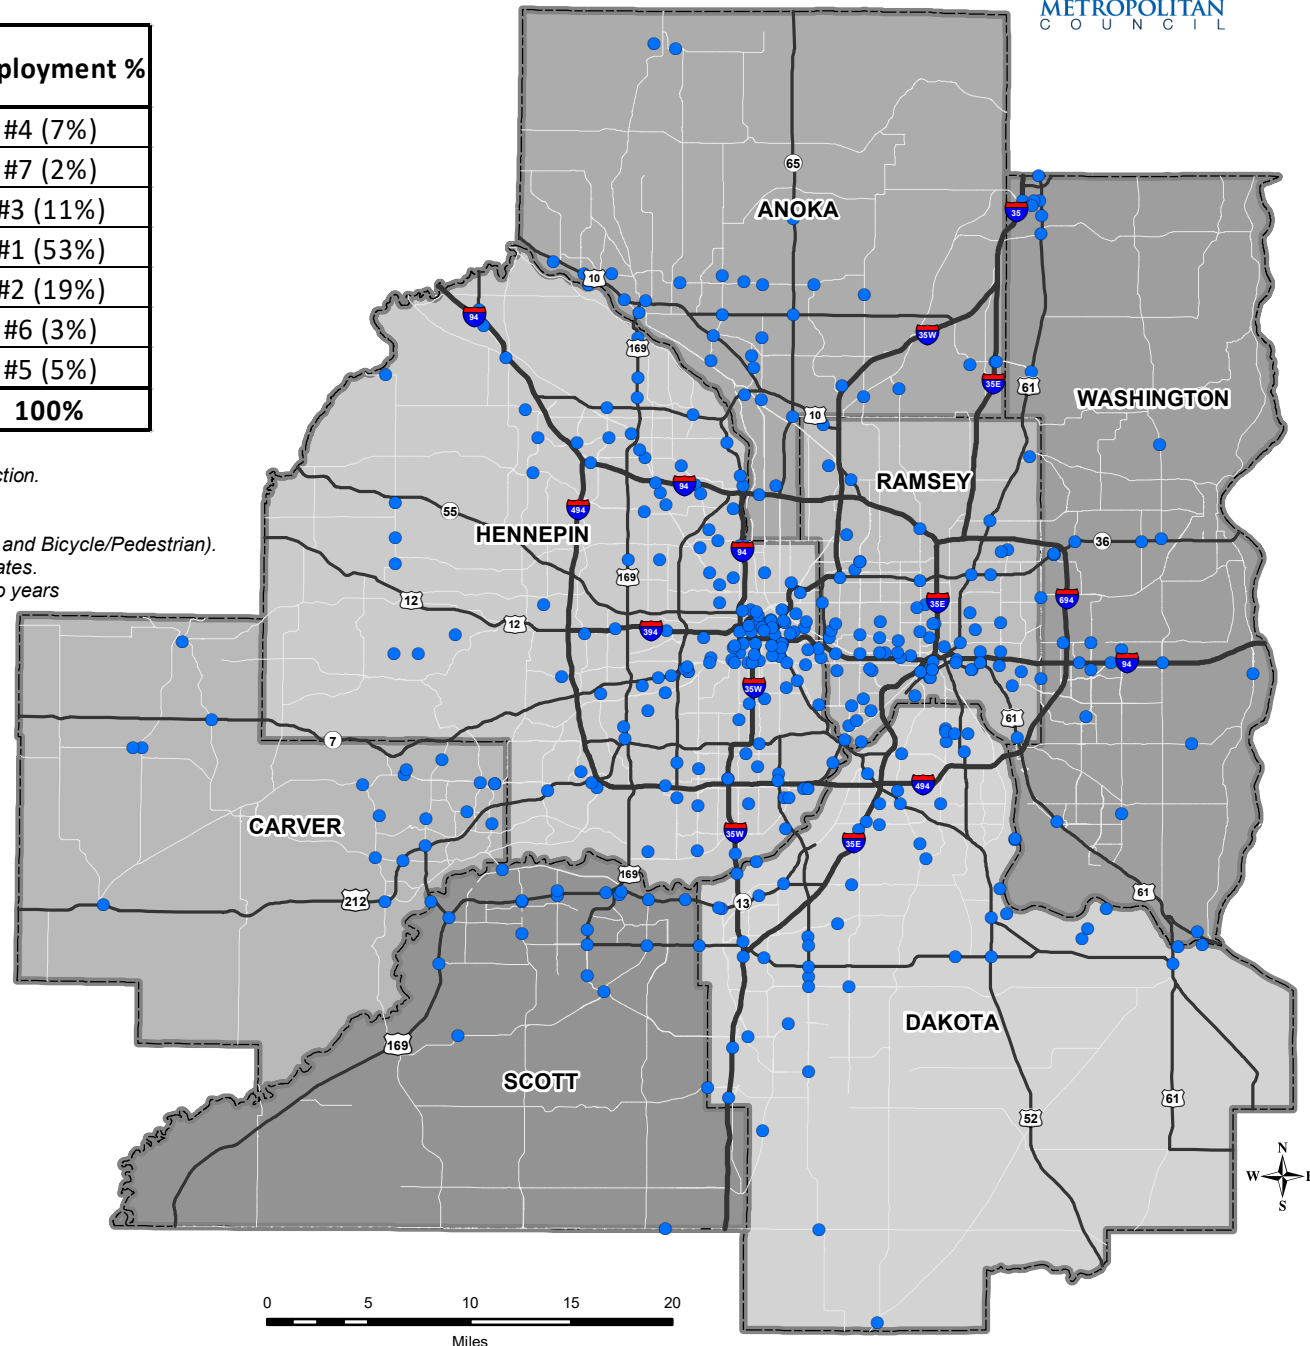 METROPOLITAN
COUNCIL
ployment %
#4 (7%)
#7 (2%)
#3 (11%)
#1 (53%)
#2 (19%)
#6 (3%)
#5 (5%)
100%
ction.
and Bicycle/Pedestrian).
ates.
o years
65
ANOKA
35
10
94
169
35W
35E
61
WASHINGTON
10
RAMSEY
94
494
55
HENNEPIN
94
36
169
12
12
394
35E
694
94
35W
61
7
494
CARVER
35W
35E
169
212
13
61
DAKOTA
169
SCOTT
52
61
N
W E
S
0 5 10 15 20
Miles